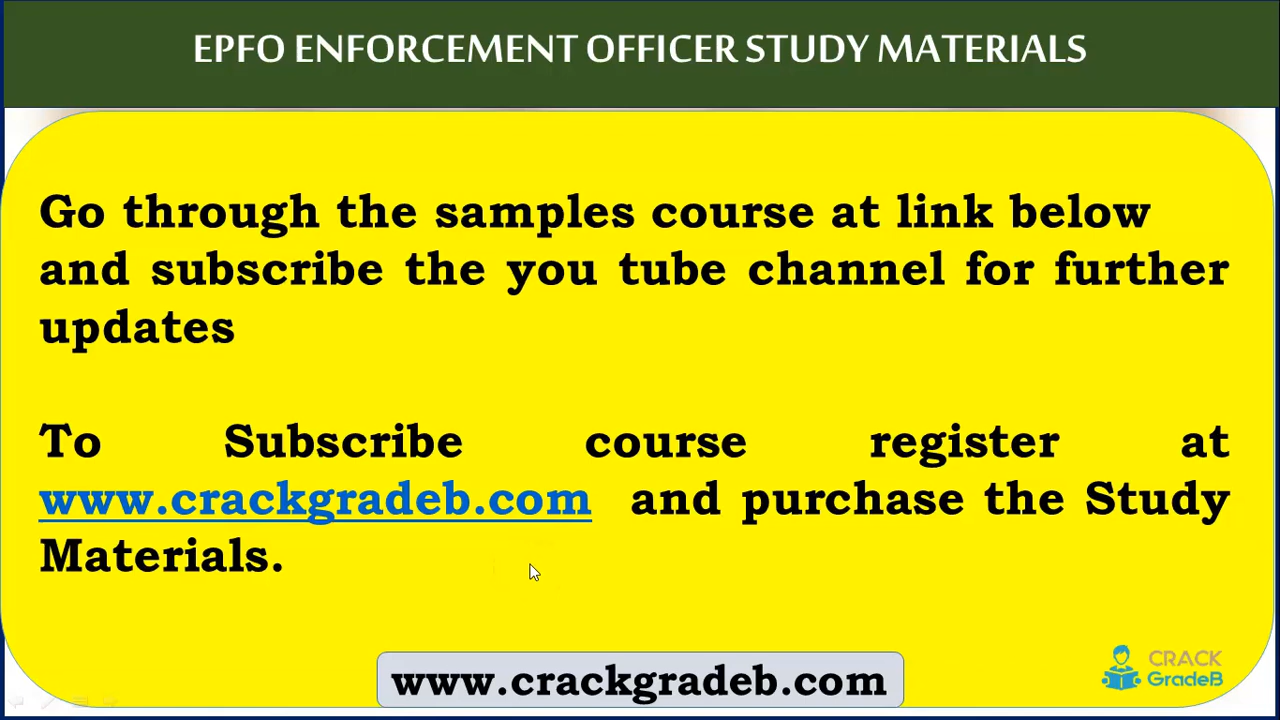 EPFO ENFORCEMENT OFFICER STUDY MATERIALS
Go through the samples course at link below
and subscribe the you tube channel for further
updates
To Subscribe course register at
www.crackgradeb.com and purchase the Study
Materials.
www.crackgradeb.com
CRACK
GradeB